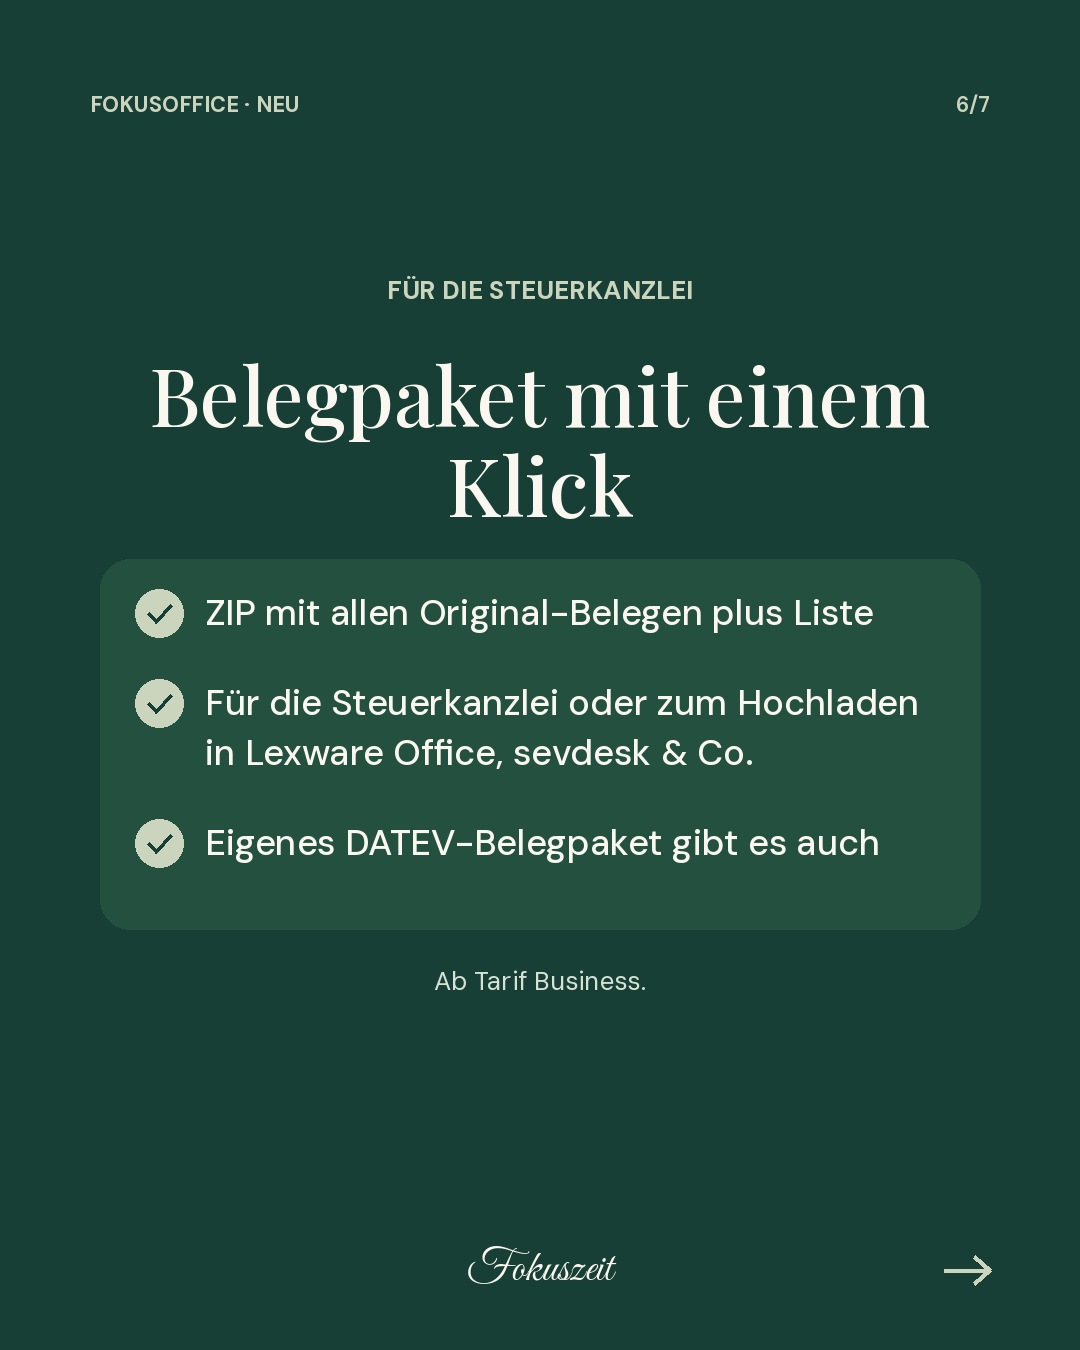 FOKUSOFFICE · NEU
6/7
FÜR DIE STEUERKANZLEI
Belegpaket mit einem
Klick
ZIP mit allen Original-Belegen plus Liste
Für die Steuerkanzlei oder zum Hochladen
in Lexware Office, sevdesk & Co.
Eigenes DATEV-Belegpaket gibt es auch
Ab Tarif Business.
Fokuszeit